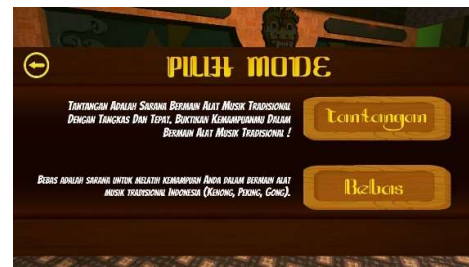 PILIH MODE
Tantangan Adalah Sarana Bermain Alat Musik Tradisional
Dengan Tangkas Dan Tepat, Buktikan Kemampuanmu Dalam
Bermain Alat Musik Tradisional !
Tantangan
Bebas adalah sarana untuk melatih kemampuan Anda dalam bermain alat
musik tradisional Indonesia (Kenong, Peking, Gong).
Bebas